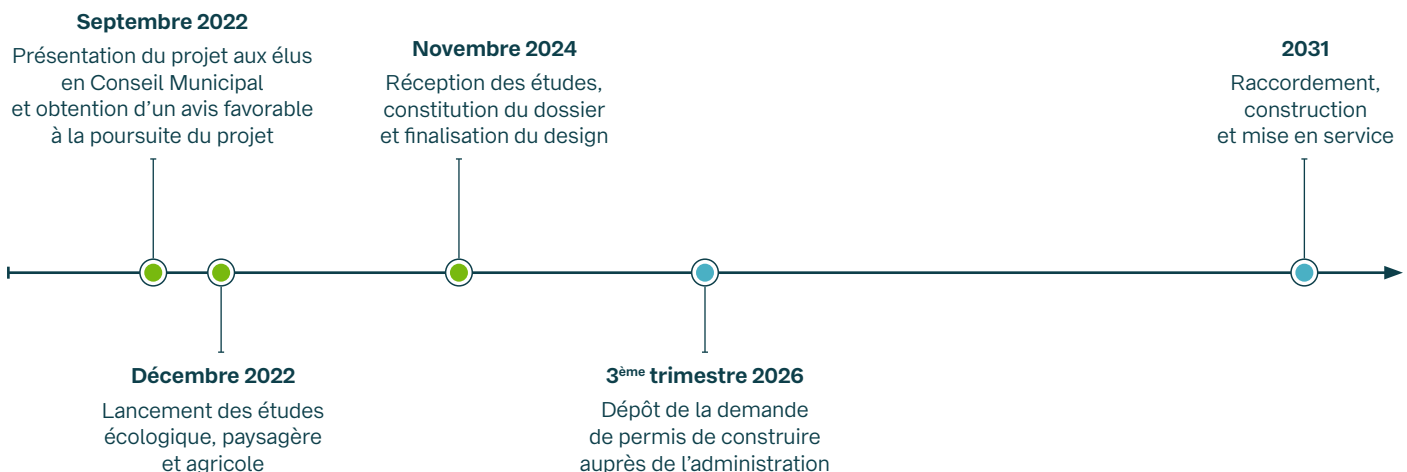 Septembre 2022
Présentation du projet aux élus
en Conseil Municipal
et obtention d’un avis favorable
à la poursuite du projet
Décembre 2022
Lancement des études
écologique, paysagère
et agricole
Novembre 2024
Réception des études,
constitution du dossier
et finalisation du design
3ème trimestre 2026
Dépôt de la demande
de permis de construire
auprès de l’administration
2031
Raccordement,
construction
et mise en service